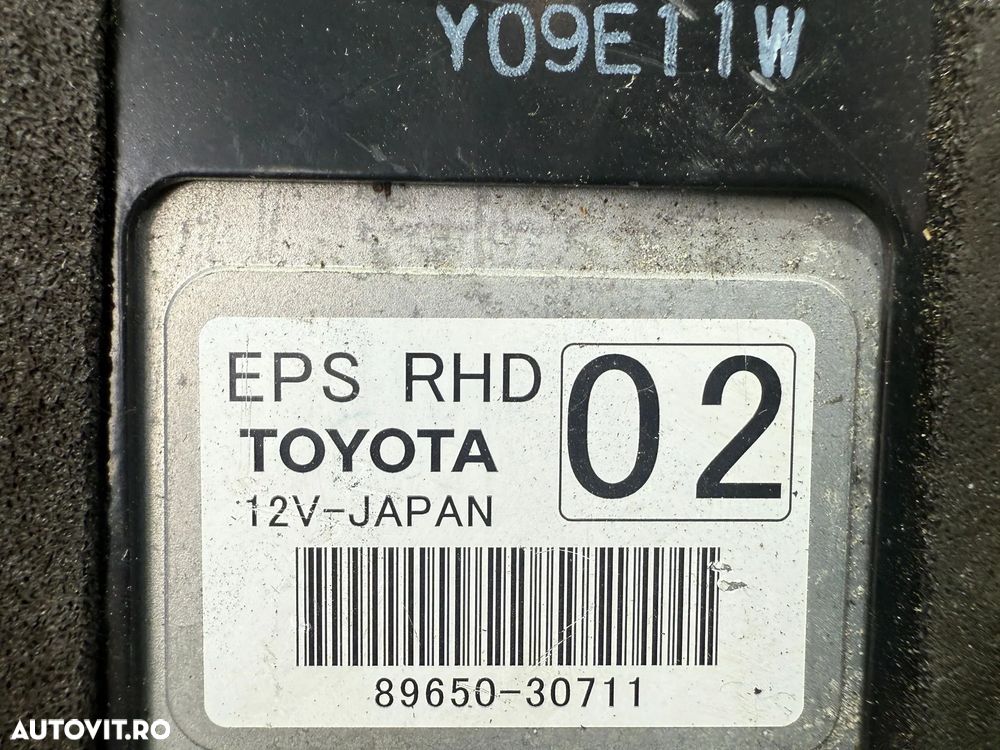 Y09E11W
EPS RHD 02
TOYOTA
12V-JAPAN
89650-30711
AUTOVIT.RO